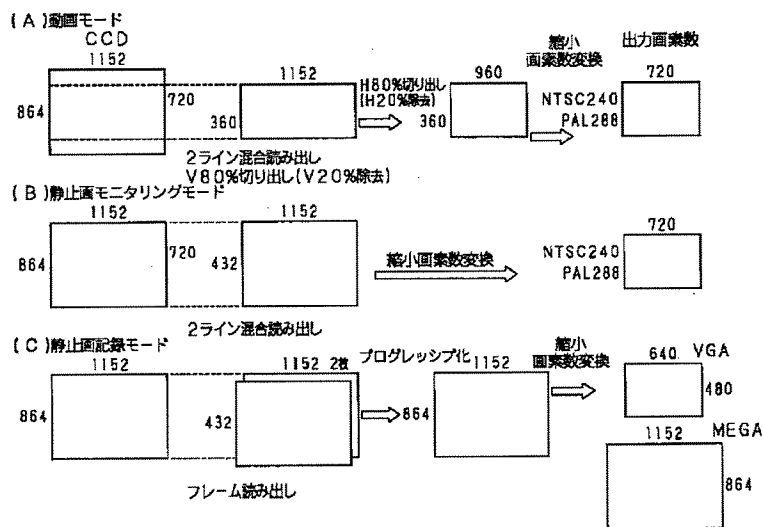 (A)動画モード
CCD
1152
864
720
1152
360
2ライン混合読み出し
V80%切り出し(V20%除去)
H80%切り出し
(H20%除去)
960
360
縮小
画素数変換
出力画素数
720
NTSC240
PAL288
(B)静止画モニタリングモード
1152
864
720
1152
432
2ライン混合読み出し
縮小画素数変換
720
NTSC240
PAL288
(C)静止画記録モード
1152
864
1152 2枚
432
フレーム読み出し
プログレッシブ化
1152
864
縮小
画素数変換
640 VGA
480
1152 MEGA
864